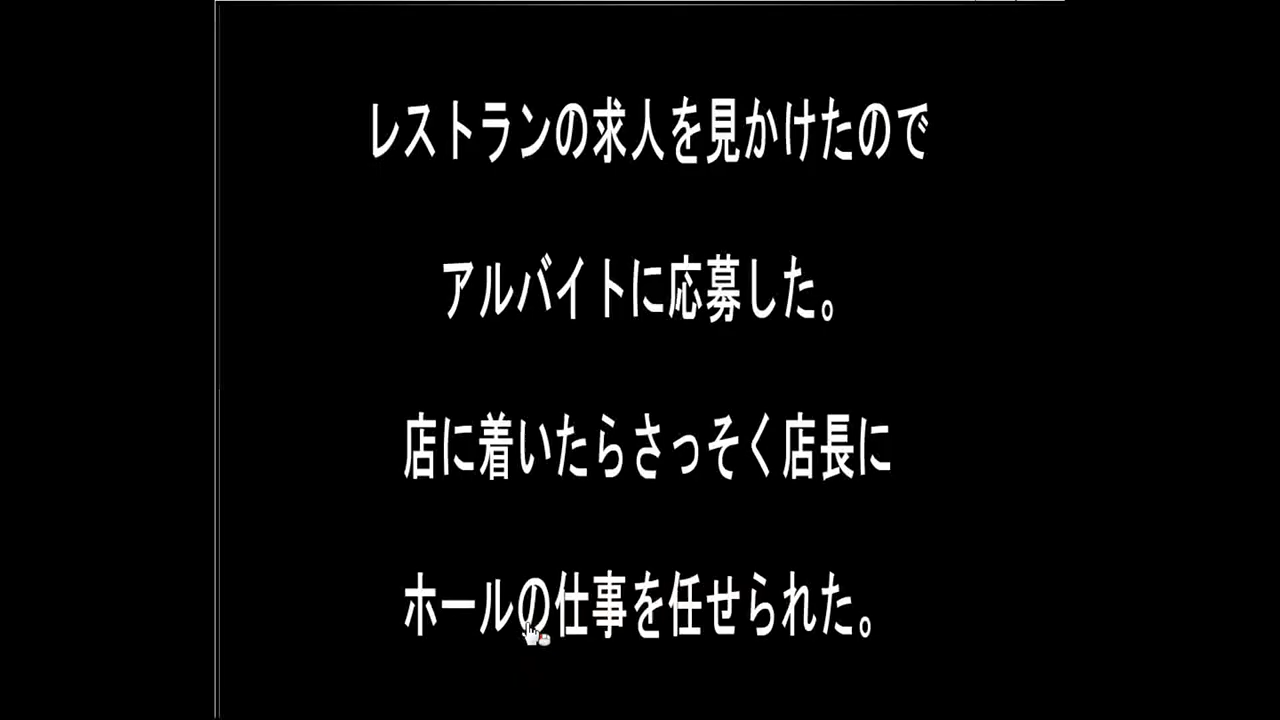 レストランの求人を見かけたので
アルバイトに応募した。
店に着いたらさっそく店長に
ホールの仕事を任せられた。